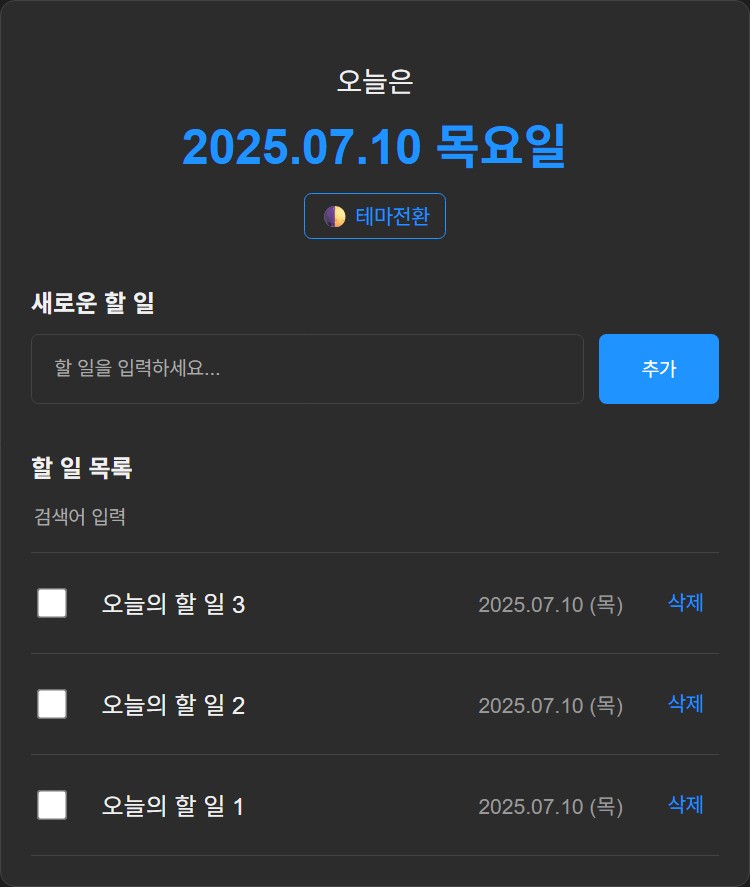 오늘은
2025.07.10 목요일
테마전환
새로운 할 일
할 일을 입력하세요...
추가
할 일 목록
검색어 입력
오늘의 할 일 3 2025.07.10 (목) 삭제
오늘의 할 일 2 2025.07.10 (목) 삭제
오늘의 할 일 1 2025.07.10 (목) 삭제